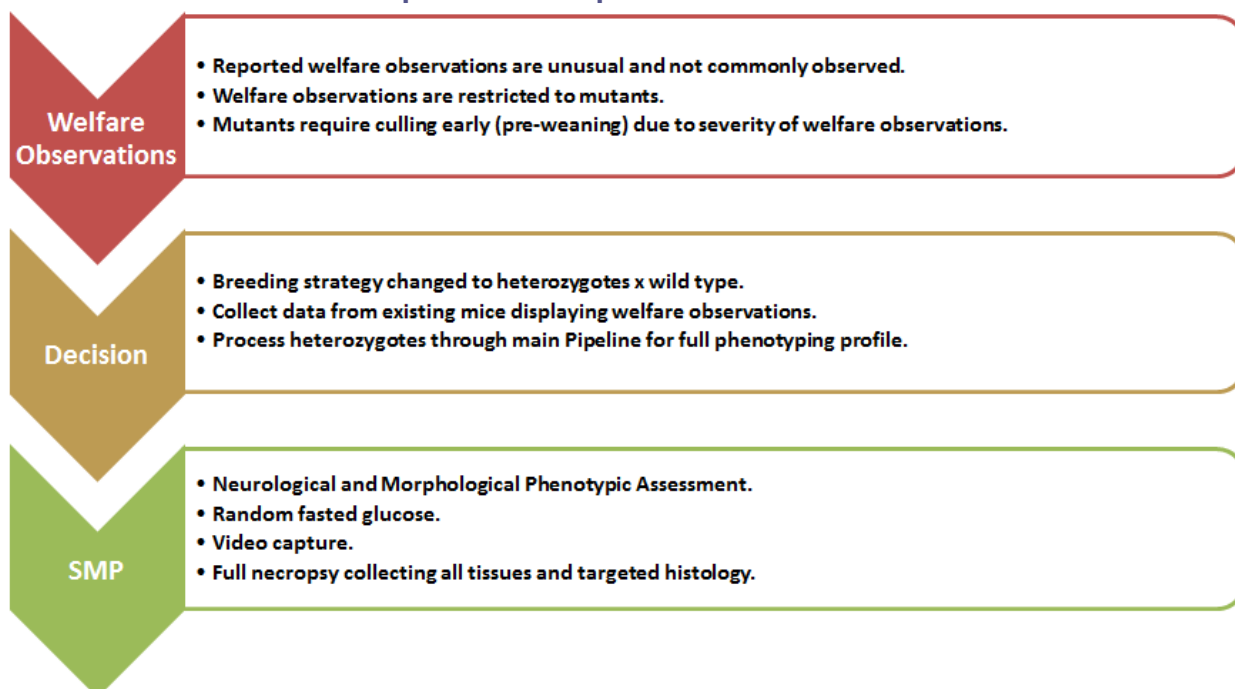 Welfare
Observations
• Reported welfare observations are unusual and not commonly observed.
• Welfare observations are restricted to mutants.
• Mutants require culling early (pre-weaning) due to severity of welfare observations.
Decision
• Breeding strategy changed to heterozygotes x wild type.
• Collect data from existing mice displaying welfare observations.
• Process heterozygotes through main Pipeline for full phenotyping profile.
SMP
• Neurological and Morphological Phenotypic Assessment.
• Random fasted glucose.
• Video capture.
• Full necropsy collecting all tissues and targeted histology.